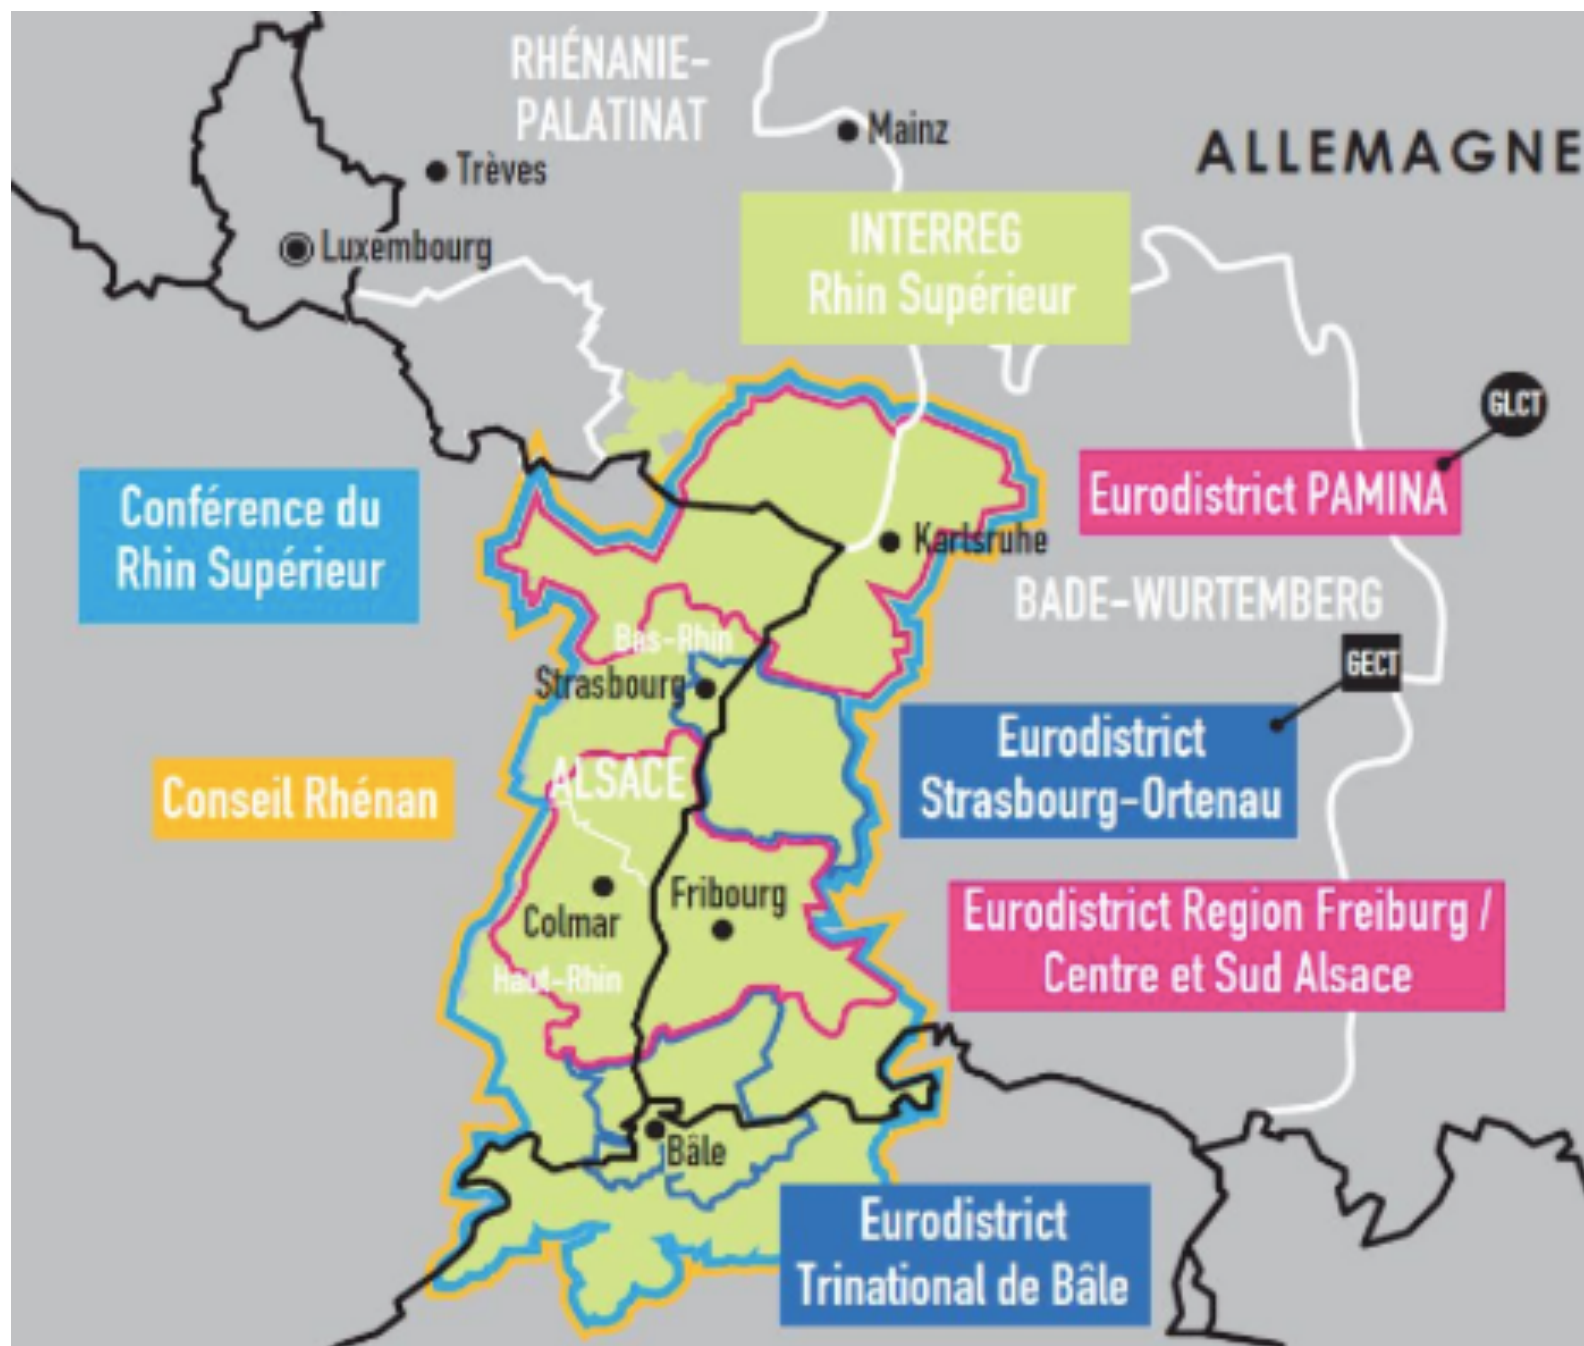 RHÉNANIE-
PALATINAT
Mainz
ALLEMAGNE
Trèves
Luxembourg
INTERREG
Rhin Supérieur
GLCT
Eurodistrict PAMINA
Conférence du
Rhin Supérieur
Karlsruhe
BADE-WURTEMBERG
Bas-Rhin
GECT
Strasbourg
Eurodistrict
Strasbourg-Ortenau
ALSACE
Conseil Rhénan
Fribourg
Colmar
Eurodistrict Region Freiburg /
Centre et Sud Alsace
Haut-Rhin
Bâle
Eurodistrict
Trinational de Bâle